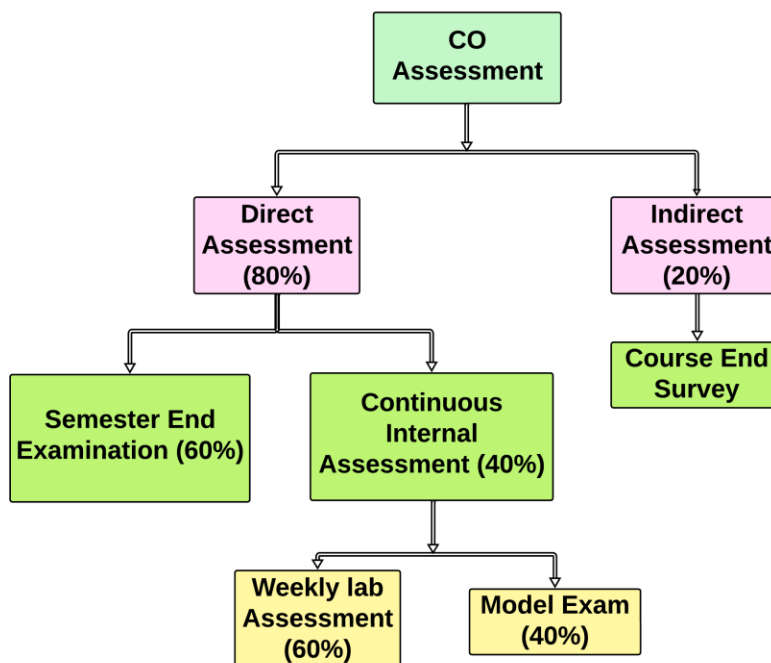 CO
Assessment
Direct
Assessment
(80%)
Indirect
Assessment
(20%)
Semester End
Examination (60%)
Continuous
Internal
Assessment (40%)
Course End
Survey
Weekly lab
Assessment
(60%)
Model Exam
(40%)